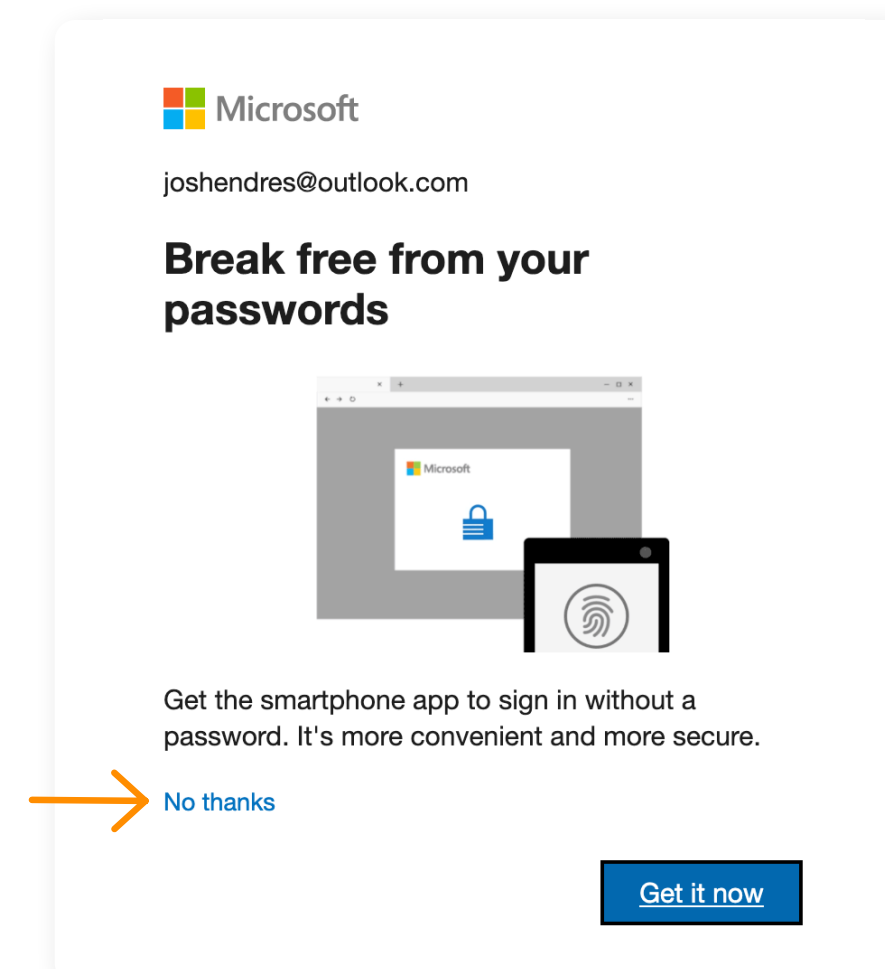 Microsoft
joshendres@outlook.com
Break free from your
passwords
Microsoft
Get the smartphone app to sign in without a
password. It's more convenient and more secure.
No thanks
Get it now